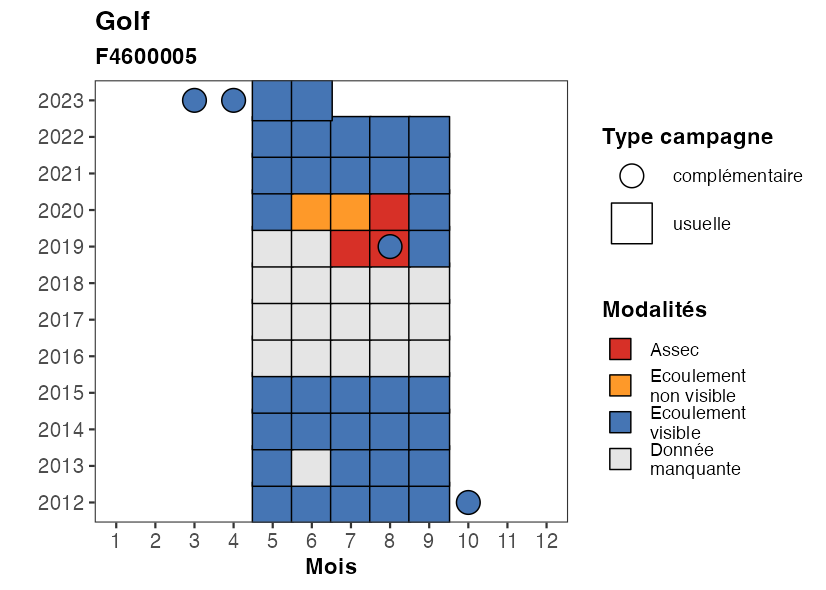 Golf
F4600005
2023
2022
2021
2020
2019
2018
2017
2016
2015
2014
2013
2012
1 2 3 4 5 6 7 8 9 10 11 12
Mois
Type campagne
complémentaire
usuelle
Modalités
Assec
Ecoulement
non visible
Ecoulement
visible
Donnée
manquante